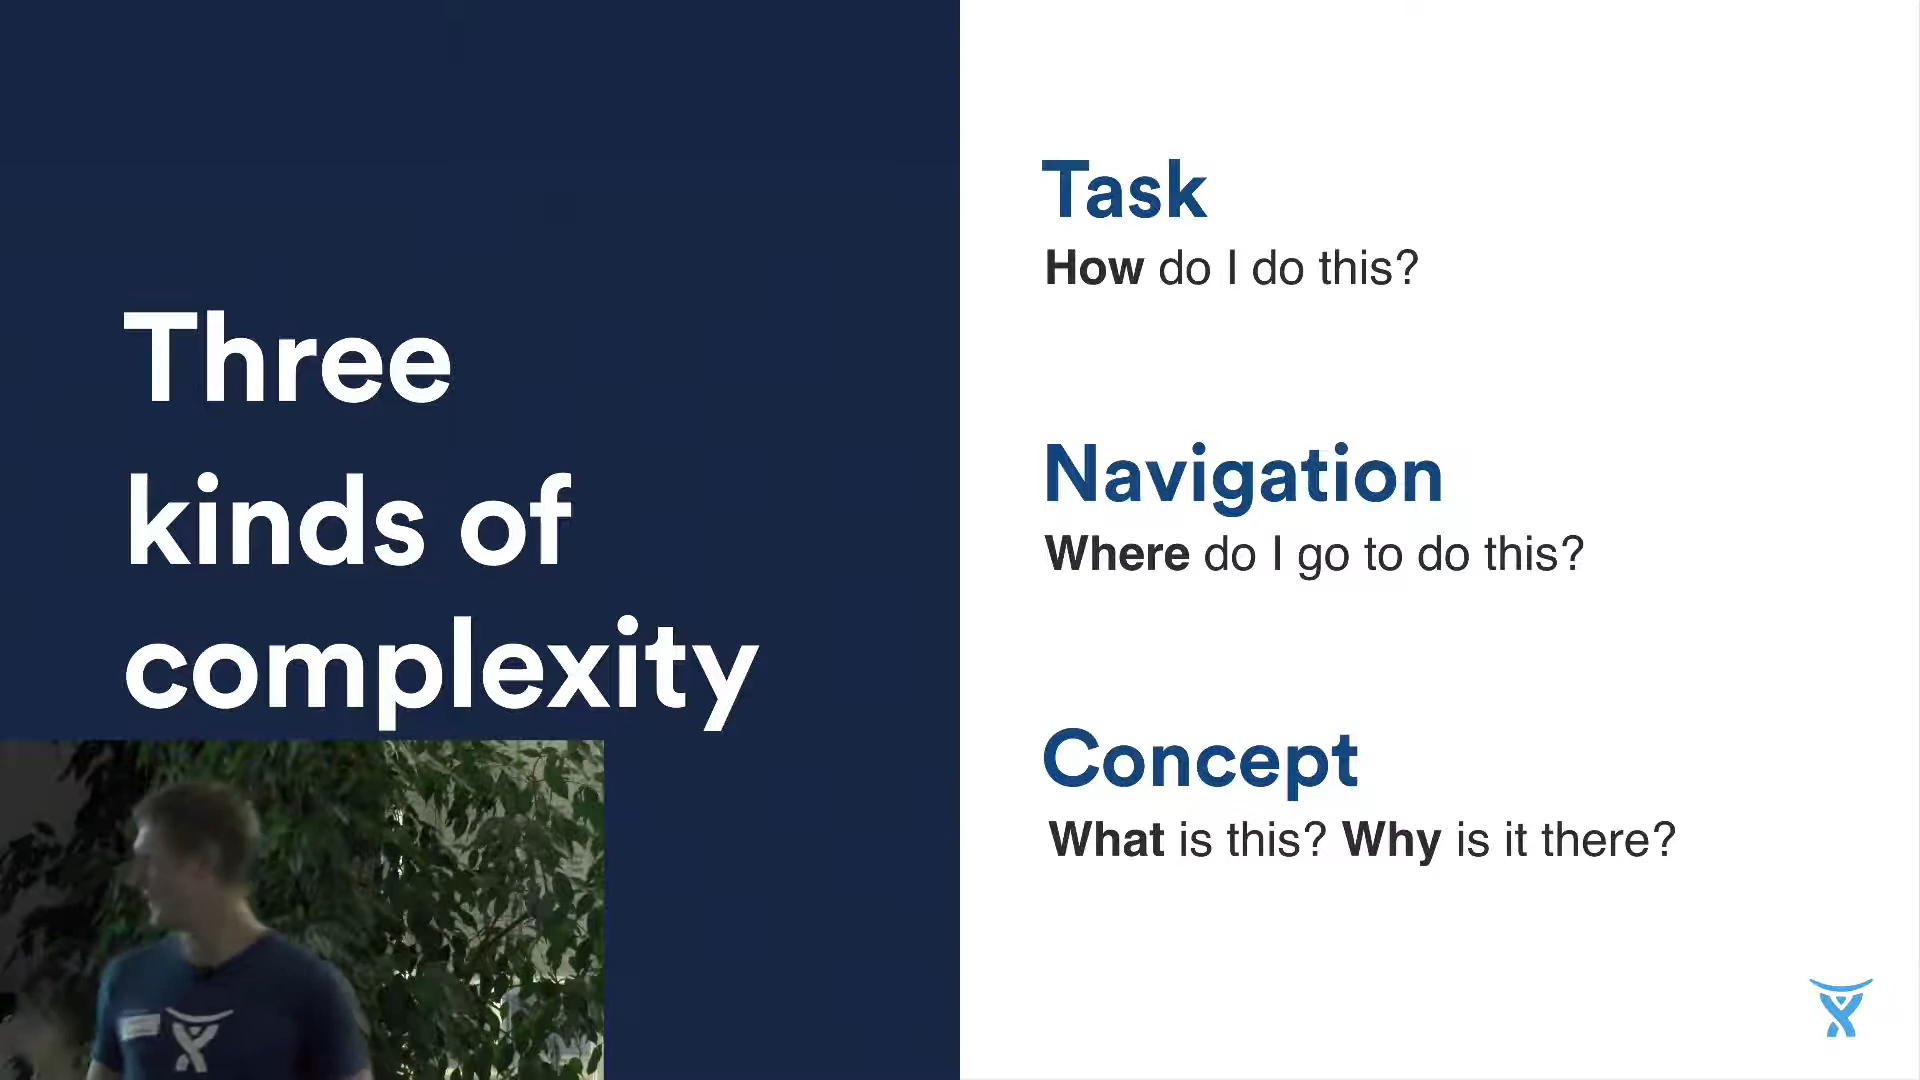 Three
kinds of
complexity
Task
How do I do this?
Navigation
Where do I go to do this?
Concept
What is this? Why is it there?